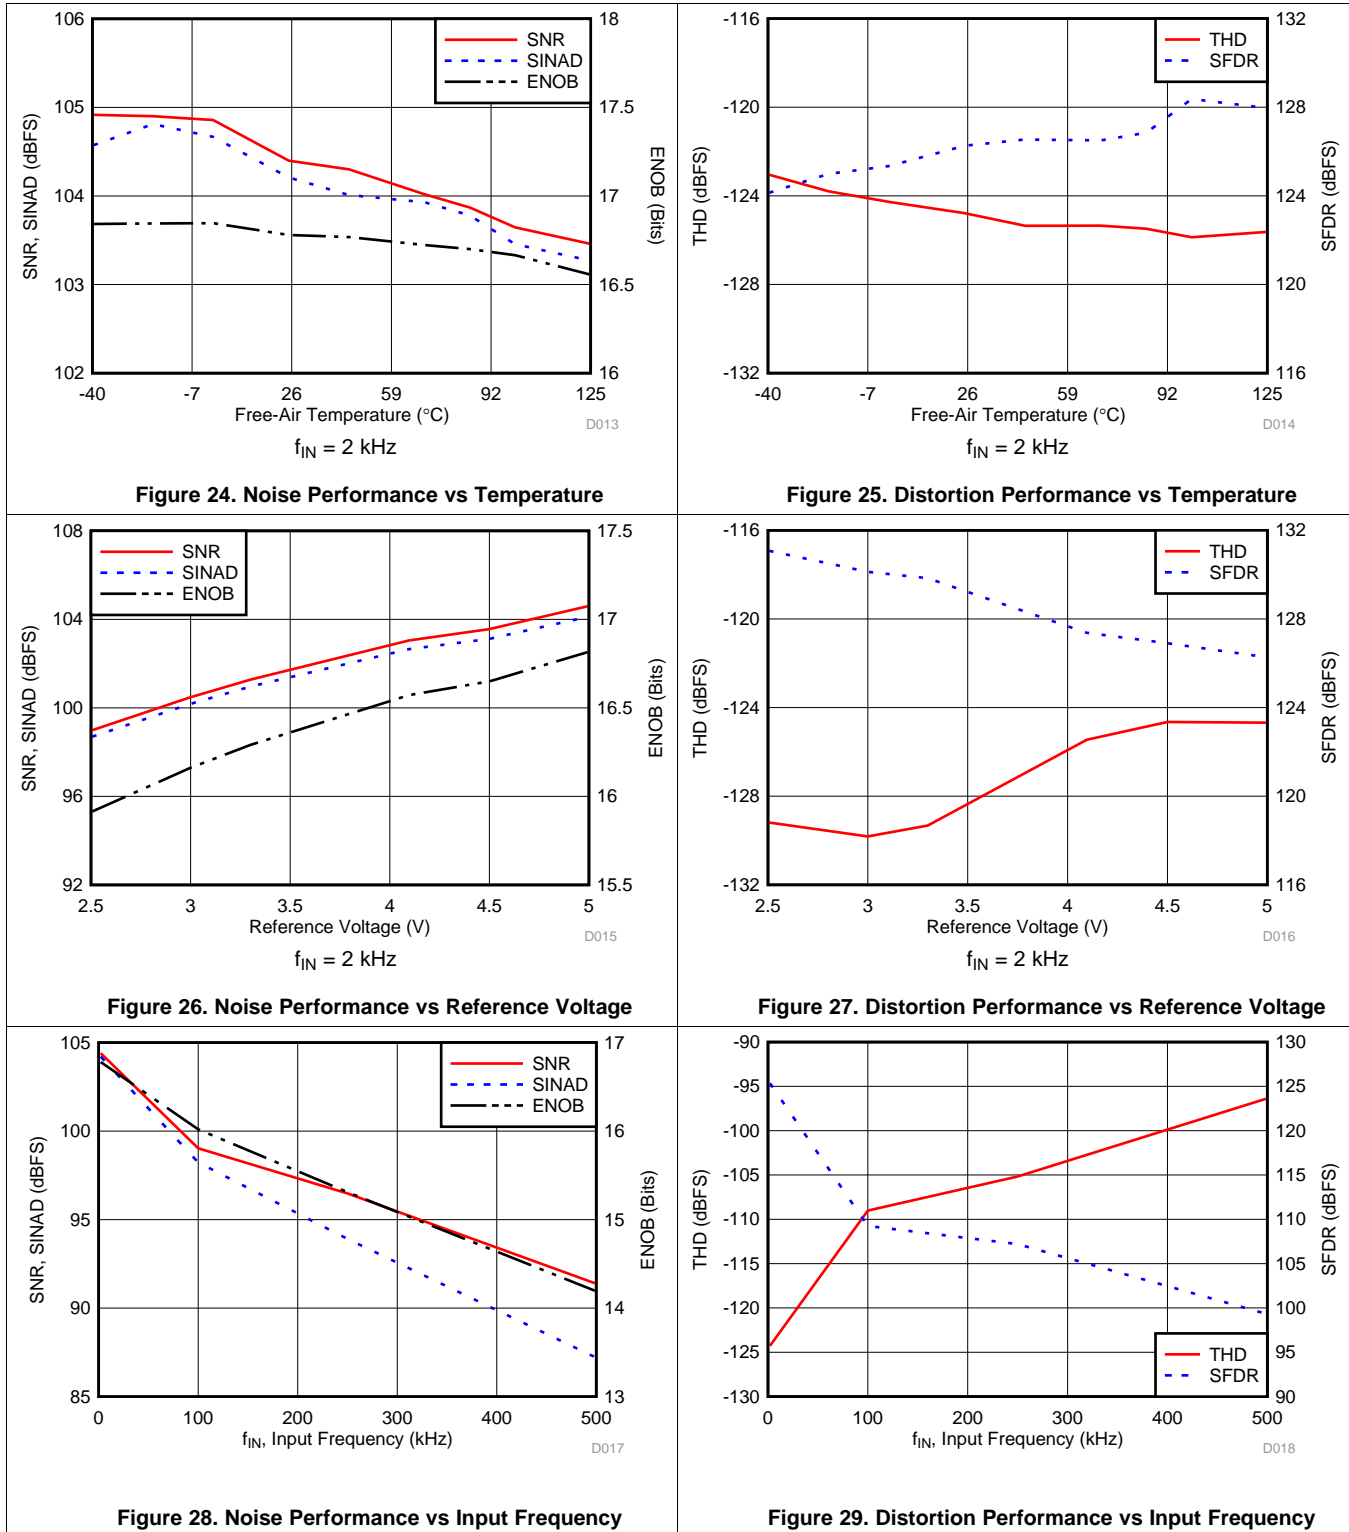 106
105
104
103
102
SNR, SINAD (dBFS)
18
17.5
17
16.5
16
ENOB (Bits)
SNR
SINAD
ENOB
-40 -7 26 59 92 125
Free-Air Temperature (°C)
D013
fIN = 2 kHz
Figure 24. Noise Performance vs Temperature
-116
-120
-124
-128
-132
THD (dBFS)
132
128
124
120
116
SFDR (dBFS)
THD
SFDR
-40 -7 26 59 92 125
Free-Air Temperature (°C)
D014
fIN = 2 kHz
Figure 25. Distortion Performance vs Temperature
108
104
100
96
92
SNR, SINAD (dBFS)
17.5
17
16.5
16
15.5
ENOB (Bits)
SNR
SINAD
ENOB
2.5 3 3.5 4 4.5 5
Reference Voltage (V)
D015
fIN = 2 kHz
Figure 26. Noise Performance vs Reference Voltage
-116
-120
-124
-128
-132
THD (dBFS)
132
128
123
120
116
SFDR (dBFS)
THD
SFDR
2.5 3 3.5 4 4.5 5
Reference Voltage (V)
D016
fIN = 2 kHz
Figure 27. Distortion Performance vs Reference Voltage
105
100
95
90
85
SNR, SINAD (dBFS)
17
16
15
14
13
ENOB (Bits)
SNR
SINAD
ENOB
0 100 200 300 400 500
fIN, Input Frequency (kHz)
D017
Figure 28. Noise Performance vs Input Frequency
-90
-95
-100
-105
-110
-115
-120
-125
-130
THD (dBFS)
130
125
120
115
110
105
100
95
90
SFDR (dBFS)
THD
SFDR
0 100 200 300 400 500
fIN, Input Frequency (kHz)
D018
Figure 29. Distortion Performance vs Input Frequency